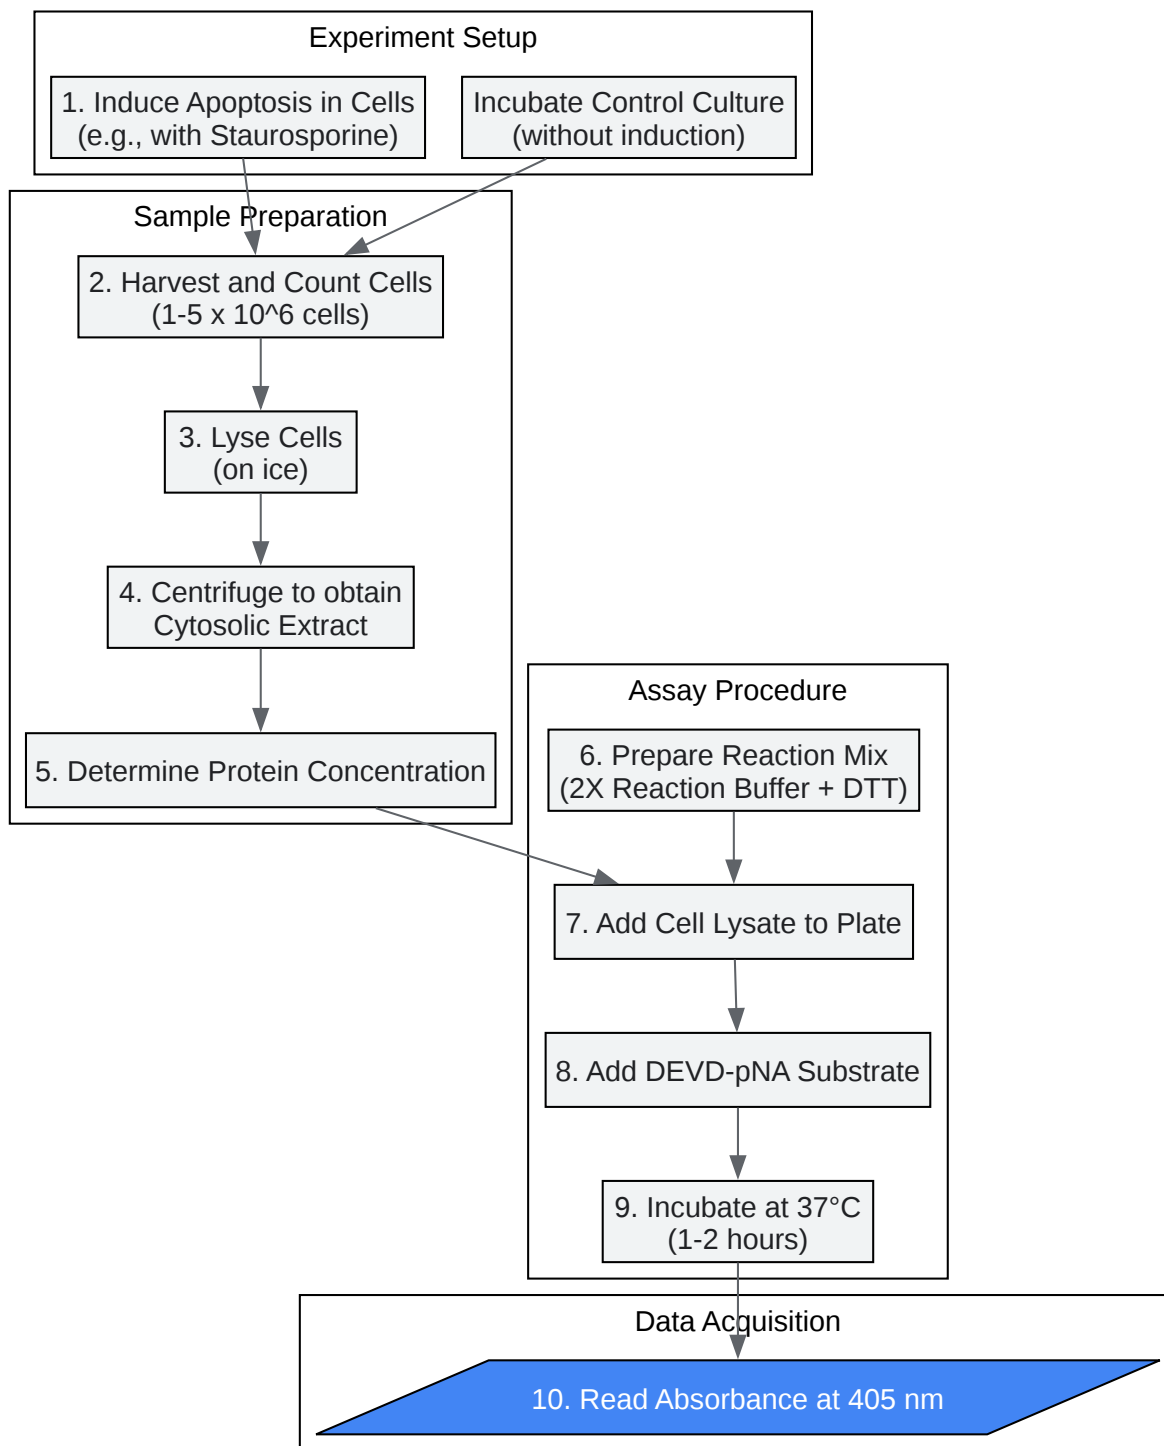 Experiment Setup
1. Induce Apoptosis in Cells
(e.g., with Staurosporine)
Incubate Control Culture
(without induction)
Sample Preparation
2. Harvest and Count Cells
(1-5 x 10^6 cells)
3. Lyse Cells
(on ice)
4. Centrifuge to obtain
Cytosolic Extract
5. Determine Protein Concentration
Assay Procedure
6. Prepare Reaction Mix
(2X Reaction Buffer + DTT)
7. Add Cell Lysate to Plate
8. Add DEVD-pNA Substrate
9. Incubate at 37°C
(1-2 hours)
Data Acquisition
10. Read Absorbance at 405 nm